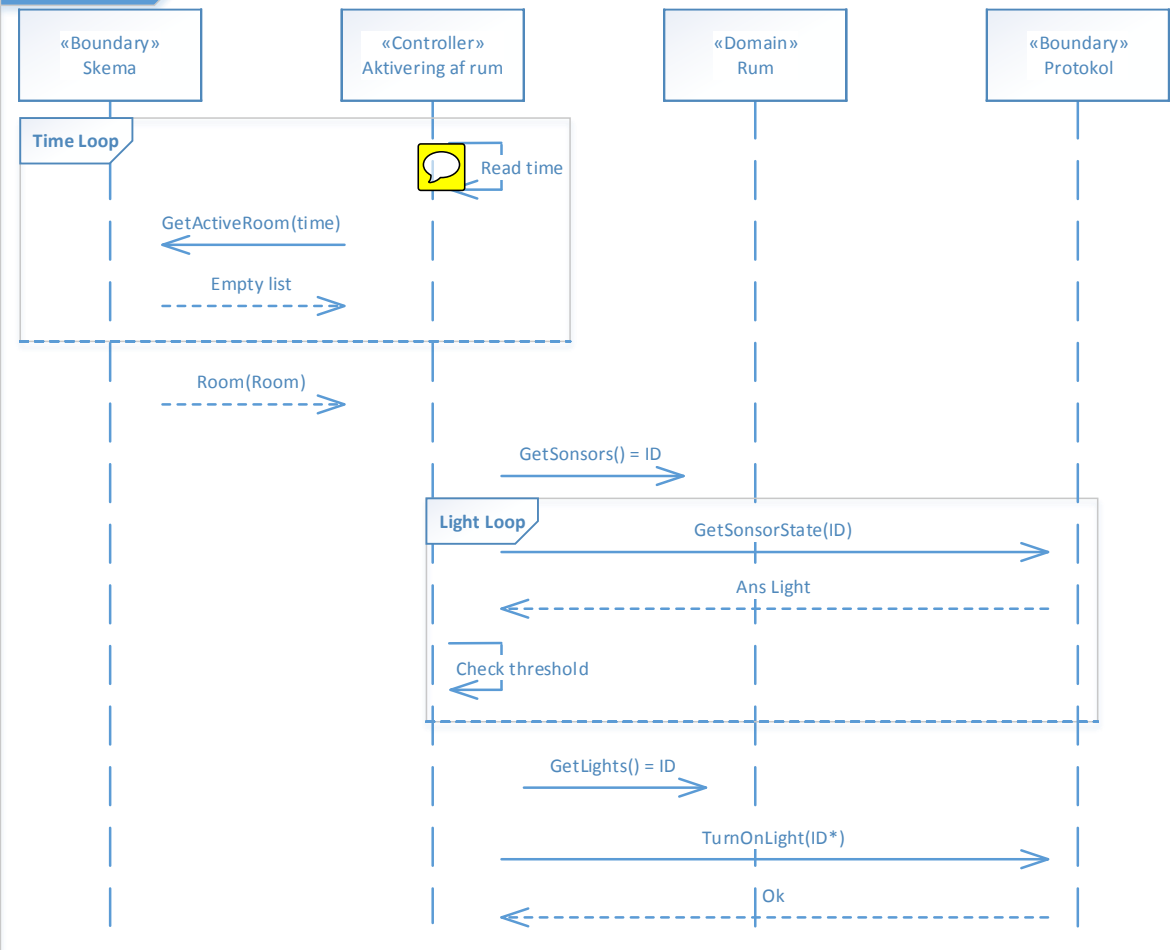 «Boundary»
Skema
«Controller»
Aktivering af rum
«Domain»
Rum
«Boundary»
Protokol
Time Loop
Read time
GetActiveRoom(time)
Empty list
Room(Room)
GetSonsors() = ID
Light Loop
GetSonsorState(ID)
Ans Light
Check threshold
GetLights() = ID
TurnOnLight(ID*)
Ok